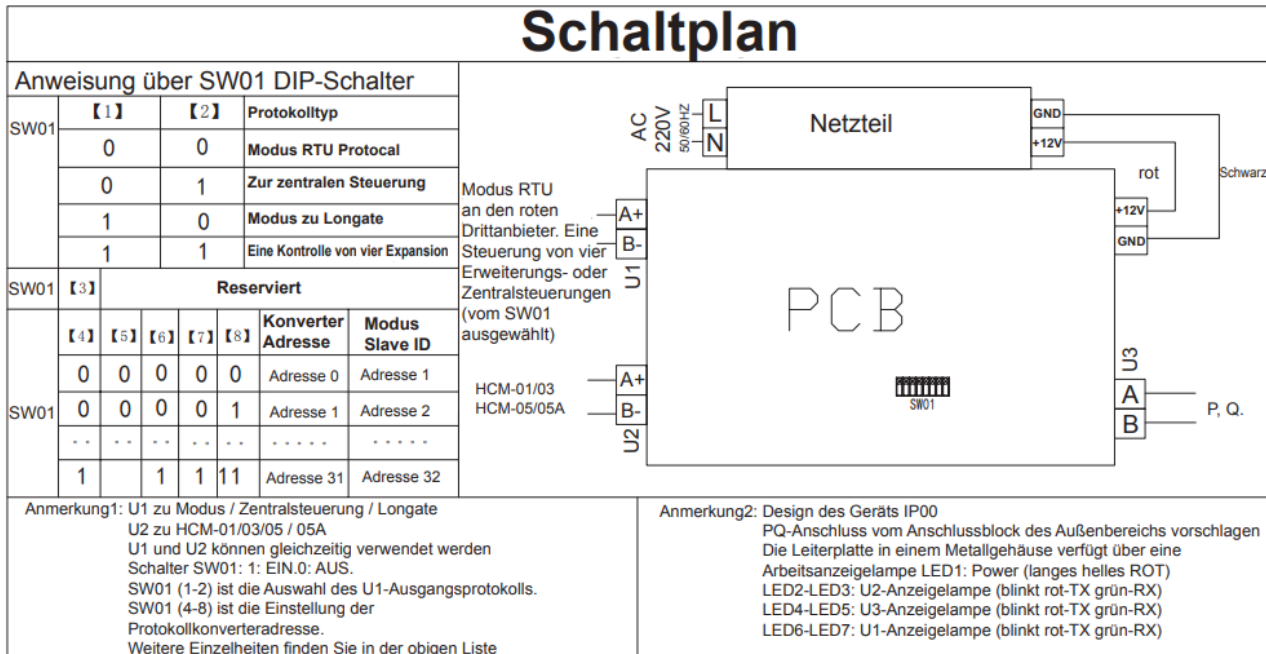 Schaltplan
Anweisung über SW01 DIP-Schalter
SW01 【1】 【2】 Protokolltyp
0 0 Modus RTU Protocal
0 1 Zur zentralen Steuerung
1 0 Modus zu Longate
1 1 Eine Kontrolle von vier Expansion
SW01 【3】 Reserviert
SW01 【4】 【5】 【6】 【7】 【8】 Konverter Adresse Modus Slave ID
0 0 0 0 0 Adresse 0 Adresse 1
0 0 0 0 1 Adresse 1 Adresse 2
.. .. .. .. .. ..... .....
1 1 1 11 Adresse 31 Adresse 32
AC 220V 50/60HZ
L
N
Netzteil
GND
+12V
rot
Schwarz
+12V
GND
Modus RTU
an den roten
Drittanbieter. Eine
Steuerung von vier
Erweiterungs- oder
Zentralsteuerungen
(vom SW01
ausgewählt)
A+
B-
U1
PCB
SW01
HCM-01/03
HCM-05/05A
A+
B-
U2
U3
A
B
P, Q.
Anmerkung1: U1 zu Modus / Zentralsteuerung / Longate
U2 zu HCM-01/03/05 / 05A
U1 und U2 können gleichzeitig verwendet werden
Schalter SW01: 1: EIN.0: AUS.
SW01 (1-2) ist die Auswahl des U1-Ausgangsprotokolls.
SW01 (4-8) ist die Einstellung der
Protokollkonverteradresse.
Weitere Einzelheiten finden Sie in der obigen Liste
Anmerkung2: Design des Geräts IP00
PQ-Anschluss vom Anschlussblock des Außenbereichs vorschlagen
Die Leiterplatte in einem Metallgehäuse verfügt über eine
Arbeitsanzeigelampe LED1: Power (langes helles ROT)
LED2-LED3: U2-Anzeigelampe (blinkt rot-TX grün-RX)
LED4-LED5: U3-Anzeigelampe (blinkt rot-TX grün-RX)
LED6-LED7: U1-Anzeigelampe (blinkt rot-TX grün-RX)